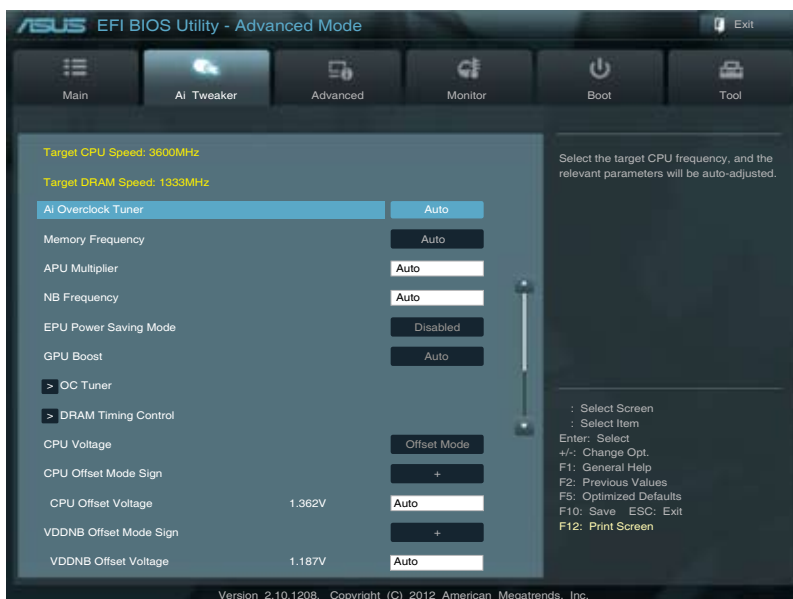 ASUS EFI BIOS Utility - Advanced Mode
Exit
Main
Ai Tweaker
Advanced
Monitor
Boot
Tool
Target CPU Speed: 3600MHz
Target DRAM Speed: 1333MHz
Ai Overclock Tuner Auto
Memory Frequency Auto
APU Multiplier Auto
NB Frequency Auto
EPU Power Saving Mode Disabled
GPU Boost Auto
> OC Tuner
> DRAM Timing Control
CPU Voltage Offset Mode
CPU Offset Mode Sign +
CPU Offset Voltage 1.362V Auto
VDDNB Offset Mode Sign +
VDDNB Offset Voltage 1.187V Auto
Select the target CPU frequency, and the
relevant parameters will be auto-adjusted.
: Select Screen
: Select Item
Enter: Select
+/-: Change Opt.
F1: General Help
F2: Previous Values
F5: Optimized Defaults
F10: Save ESC: Exit
F12: Print Screen
Version 2.10.1208. Copyright (C) 2012 American Megatrends, Inc.